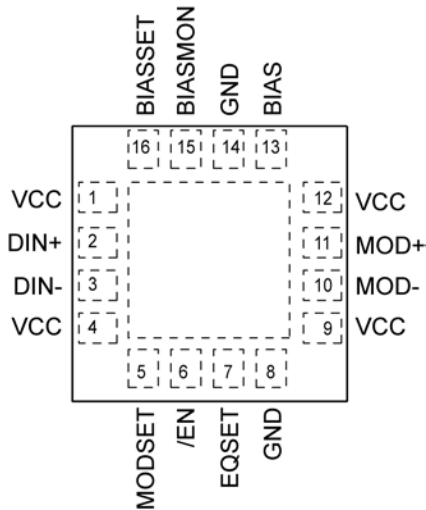 BIASSET
BIASMON
GND
BIAS
16
15
14
13
VCC
1
12
VCC
DIN+
2
11
MOD+
DIN-
3
10
MOD-
VCC
4
9
VCC
5
6
7
8
MODSET
/EN
EQSET
GND